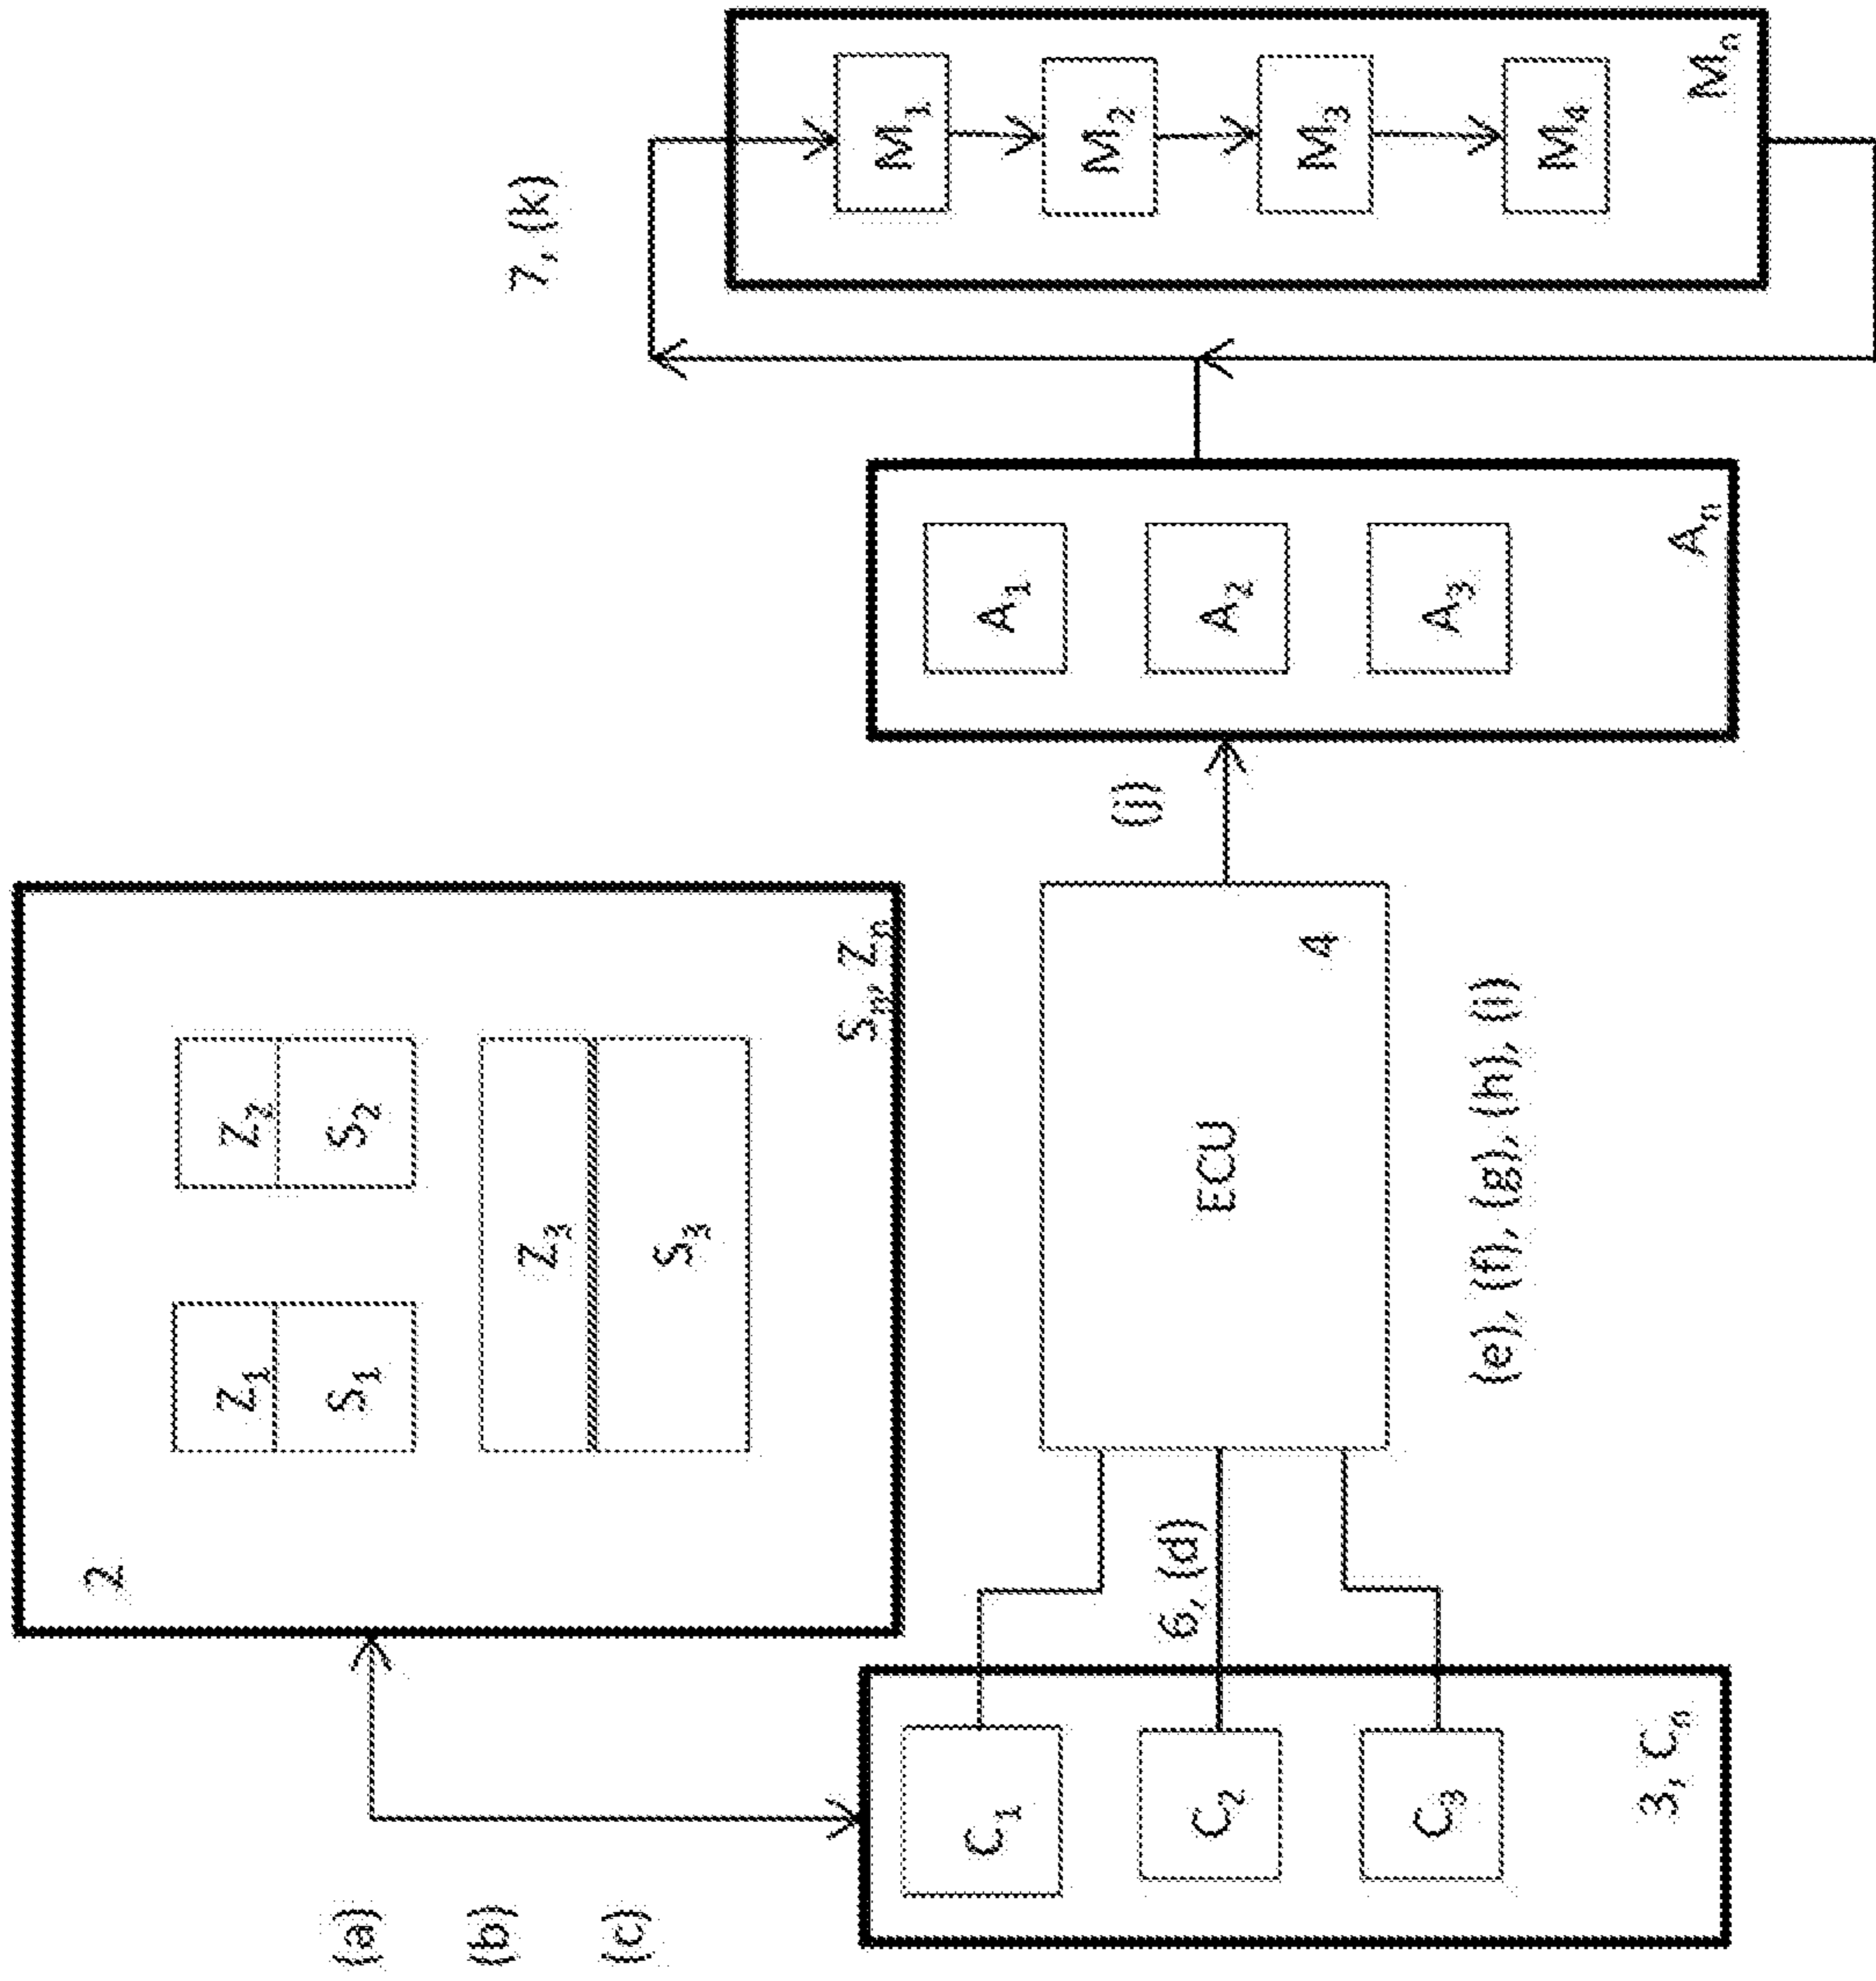 (a)
(b)
(c)
2
Z₁
S₁
Z₂
S₂
Z₃
S₃
Sₘ, Zₙ
C₁
C₂
C₃
3, Cₙ
6, (d)
ECU
4
(e), (f), (g), (h), (i)
(j)
A₁
A₂
A₃
Aₙ
7, (k)
M₁
M₂
M₃
M₄
Mₙ